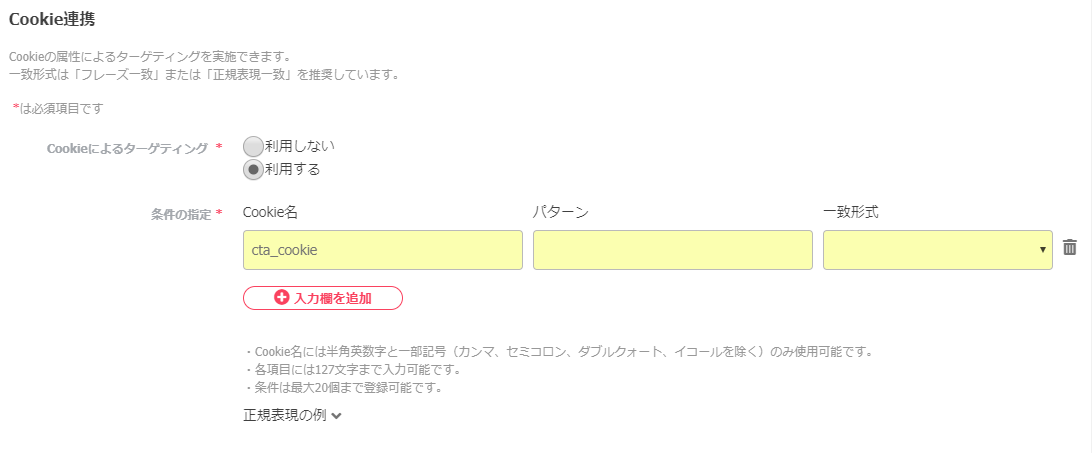 Cookie連携
Cookieの属性によるターゲティングを実施できます。
一致形式は「フレーズ一致」または「正規表現一致」を推奨しています。
*は必須項目です
Cookieによるターゲティング *
利用しない
利用する
条件の指定 *
Cookie名 パターン 一致形式
cta_cookie
入力欄を追加
・Cookie名には半角英数字と一部記号（カンマ、セミコロン、ダブルクォート、イコールを除く）のみ使用可能です。
・各項目には127文字まで入力可能です。
・条件は最大20個まで登録可能です。
正規表現の例